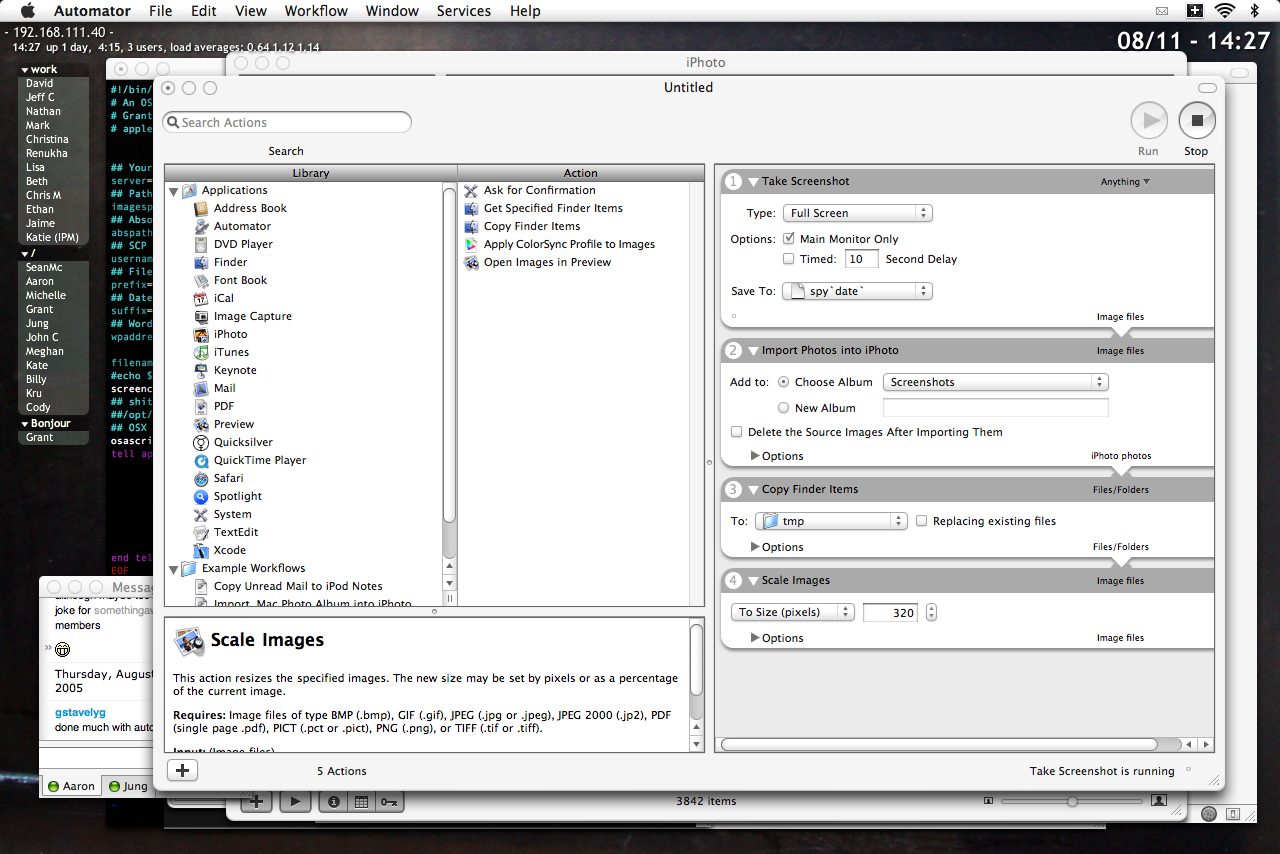 Automator File Edit View Workflow Window Services Help
- 192.168.111.40 -
14:27 up 1 day, 4:15, 3 users, load averages: 0.64 1.12 1.14
08/11 - 14:27
work
David
Jeff C
Nathan
Mark
Christina
Renukha
Lisa
Beth
Chris M
Ethan
Jaime
Katie (IPM)
/
SeanMc
Aaron
Michelle
Grant
Jung
John C
Meghan
Kate
Billy
Kru
Cody
Bonjour
Grant
#!/bin/
# An OS
# Grant
# apple
## Your
server=
## Path
imagesp
## Abso
abspath
## SCP
usernam
## File
prefix=
## Date
suffix=
## Word
wpaddre
filenam
#echo $
screenc
## shit
##/opt/
## OSX
osascri
tell ap
end tel
EOF
iPhoto
Untitled
Search Actions
Search
Run
Stop
Library
Action
Applications
Address Book
Automator
DVD Player
Finder
Font Book
iCal
Image Capture
iPhoto
iTunes
Keynote
Mail
PDF
Preview
Quicksilver
QuickTime Player
Safari
Spotlight
System
TextEdit
Xcode
Example Workflows
Copy Unread Mail to iPod Notes
Import .Mac Photo Album into iPhoto
Ask for Confirmation
Get Specified Finder Items
Copy Finder Items
Apply ColorSync Profile to Images
Open Images in Preview
1 Take Screenshot Anything
Type: Full Screen
Options: Main Monitor Only
Timed: 10 Second Delay
Save To: spy`date`
Image files
2 Import Photos into iPhoto Image files
Add to: Choose Album Screenshots
New Album
Delete the Source Images After Importing Them
Options iPhoto photos
3 Copy Finder Items Files/Folders
To: tmp Replacing existing files
Options Files/Folders
4 Scale Images Image files
To Size (pixels) 320
Options Image files
Scale Images
This action resizes the specified images. The new size may be set by pixels or as a percentage
of the current image.
Requires: Image files of type BMP (.bmp), GIF (.gif), JPEG (.jpg or .jpeg), JPEG 2000 (.jp2), PDF
(single page .pdf), PICT (.pct or .pict), PNG (.png), or TIFF (.tif or .tiff).
Input: (Image files)
5 Actions
Take Screenshot is running
Messa
joke for somethingav
members
Thursday, Augus
2005
gstavelyg
done much with auto
Aaron
Jung
3842 items